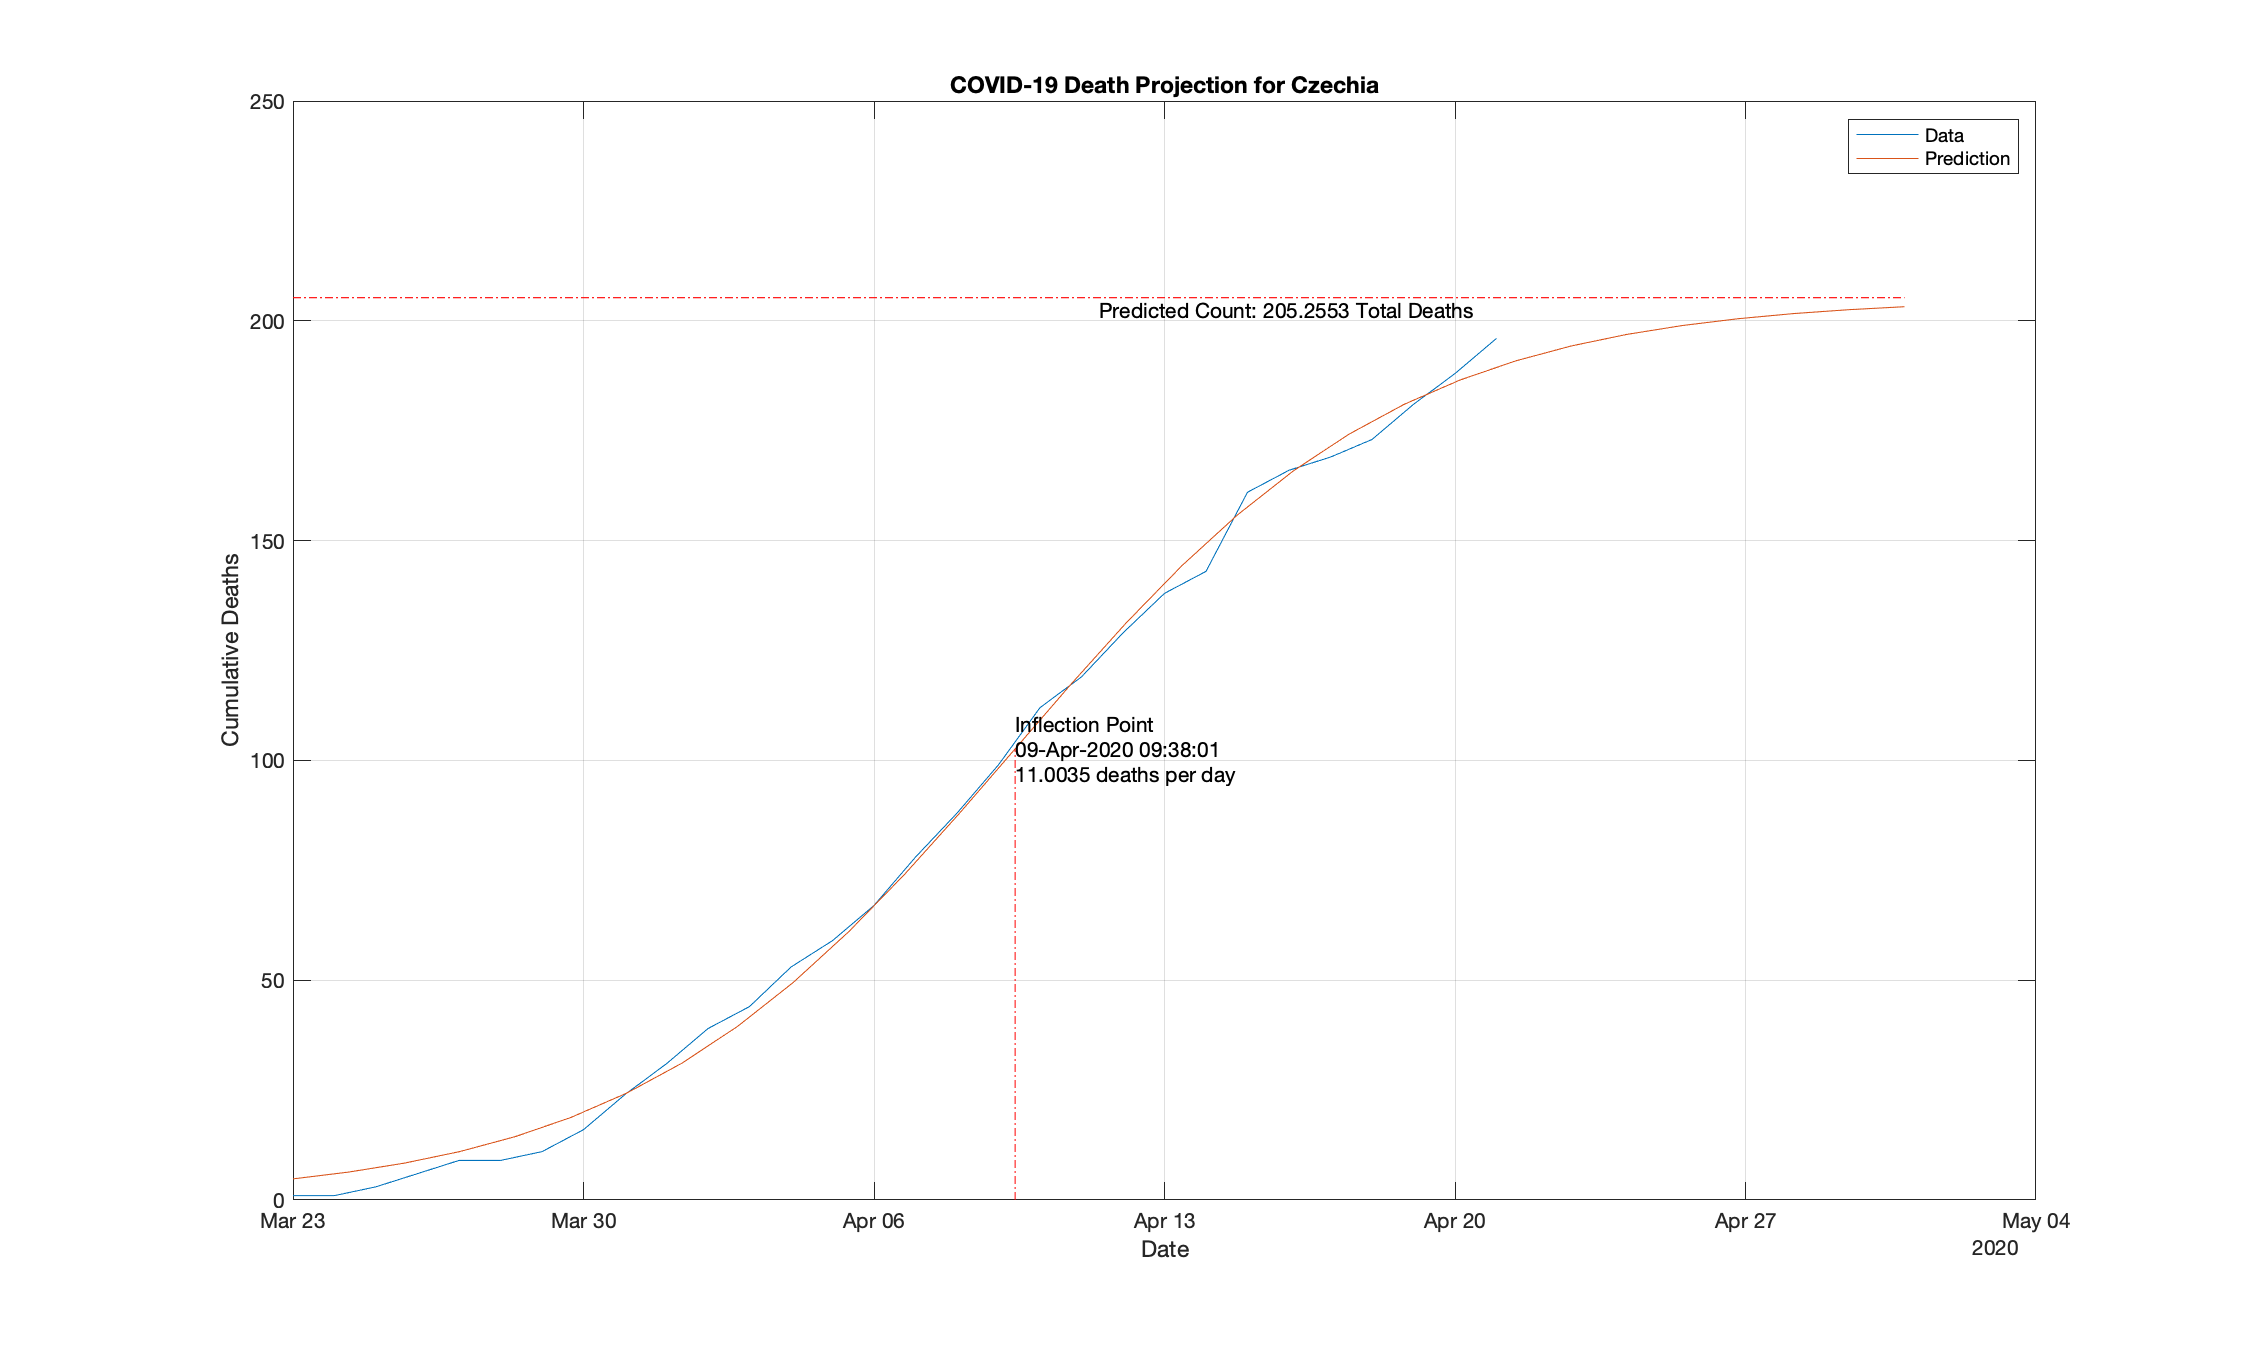 COVID-19 Death Projection for Czechia
250
200
150
100
50
0
Cumulative Deaths
Data
Prediction
Predicted Count: 205.2553 Total Deaths
Inflection Point
09-Apr-2020 09:38:01
11.0035 deaths per day
Mar 23
Mar 30
Apr 06
Apr 13
Apr 20
Apr 27
May 04
Date
2020